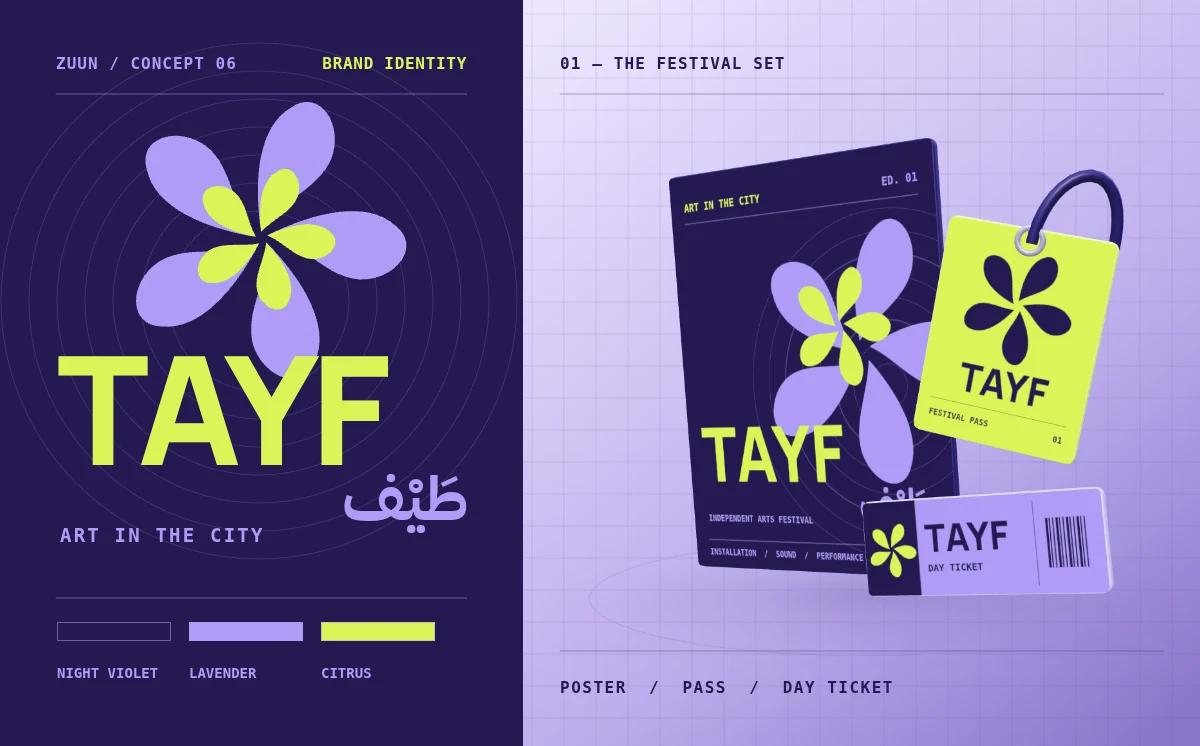 ZUUN / CONCEPT 06
BRAND IDENTITY
TAYF
طَيْف
ART IN THE CITY
NIGHT VIOLET
LAVENDER
CITRUS
01 — THE FESTIVAL SET
ART IN THE CITY
ED. 01
TAYF
INDEPENDENT ARTS FESTIVAL
INSTALLATION / SOUND / PERFORMANCE
TAYF
FESTIVAL PASS
01
TAYF
DAY TICKET
POSTER / PASS / DAY TICKET